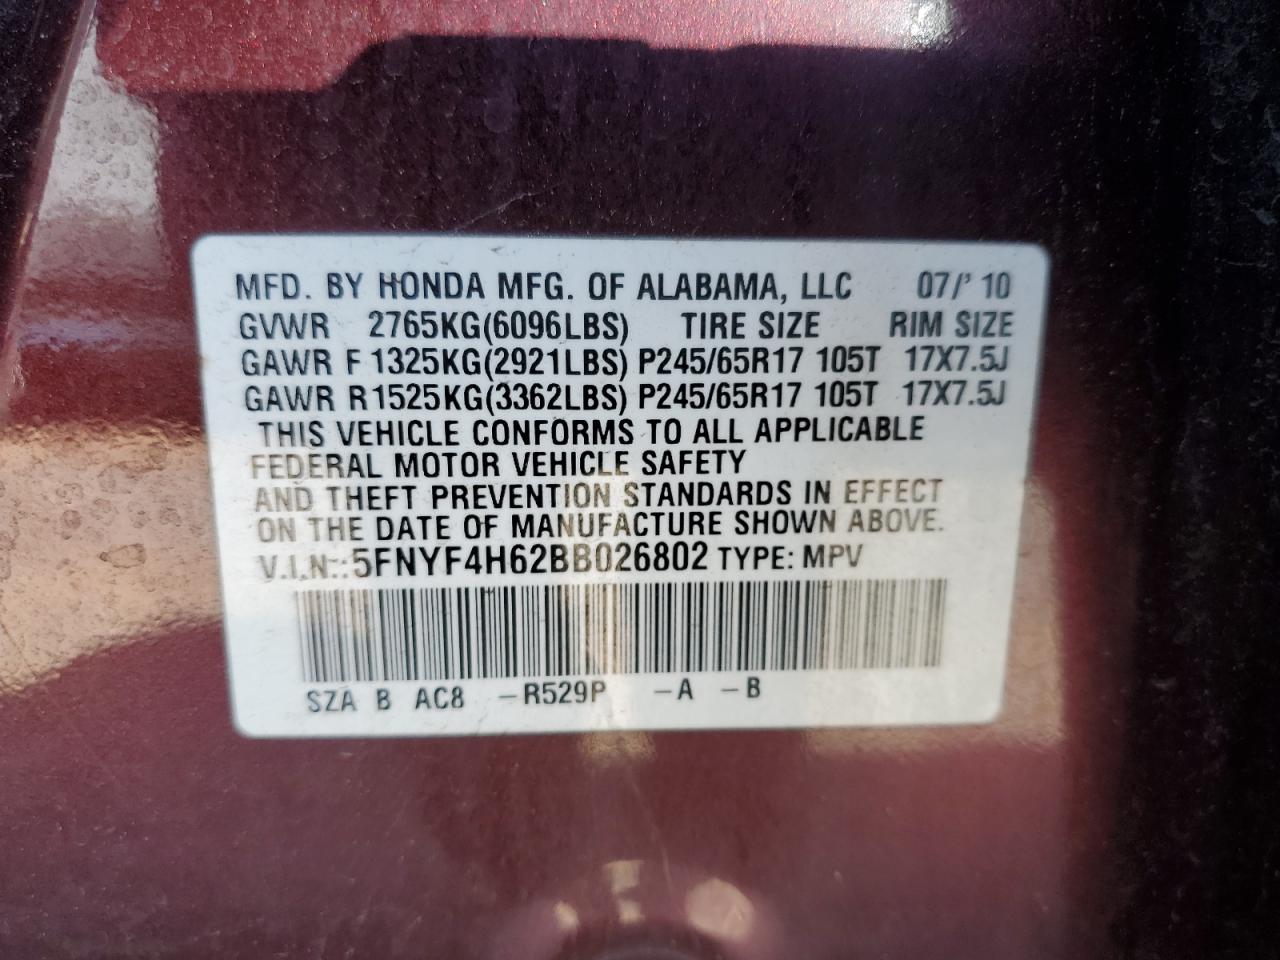 MFD. BY HONDA MFG. OF ALABAMA, LLC 07/' 10
GVWR 2765KG(6096LBS) TIRE SIZE RIM SIZE
GAWR F 1325KG(2921LBS) P245/65R17 105T 17X7.5J
GAWR R1525KG(3362LBS) P245/65R17 105T 17X7.5J
THIS VEHICLE CONFORMS TO ALL APPLICABLE
FEDERAL MOTOR VEHICLE SAFETY
AND THEFT PREVENTION STANDARDS IN EFFECT
ON THE DATE OF MANUFACTURE SHOWN ABOVE.
V.I.N.:5FNYF4H62BB026802 TYPE: MPV
SZA B AC8 -R529P -A -B